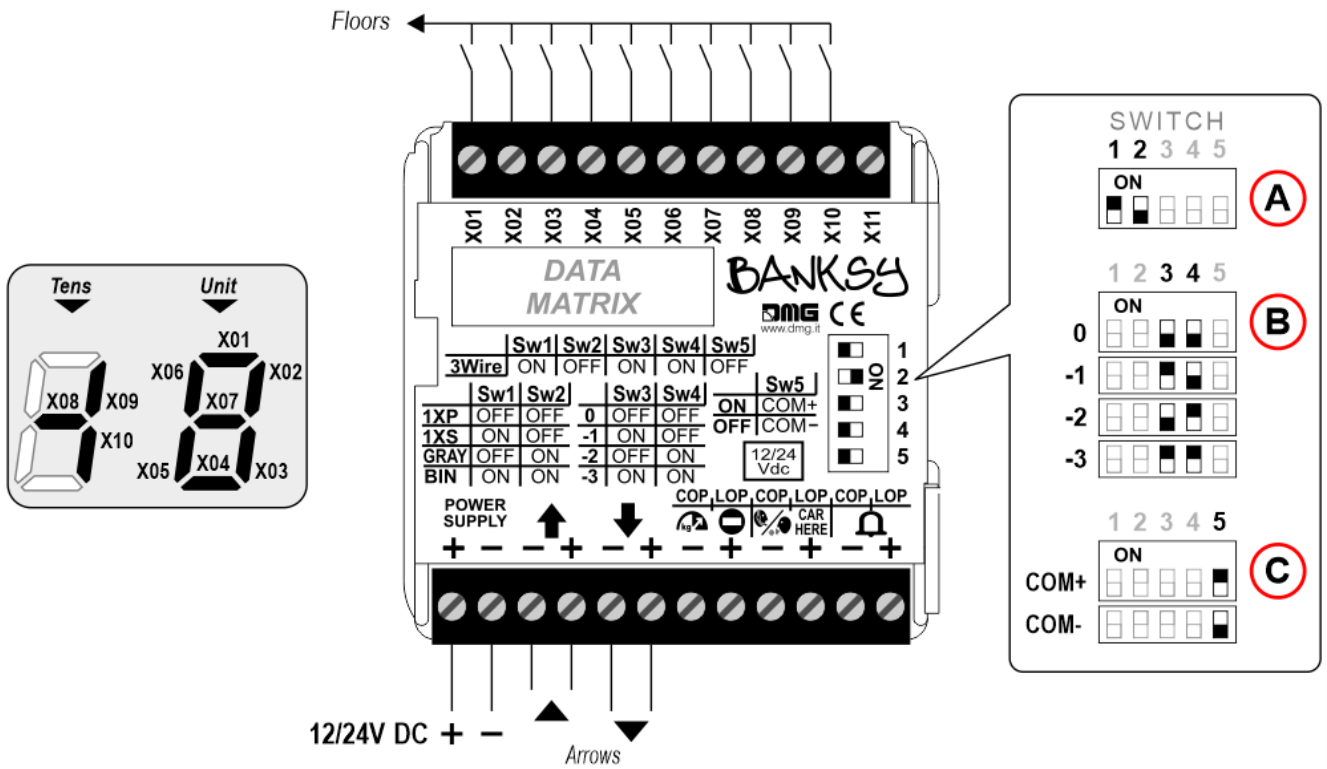 Floors
SWITCH
1 2 3 4 5
ON
A
X01 X02 X03 X04 X05 X06 X07 X08 X09 X10 X11
DATA
MATRIX
BANKSY
DMG CE
www.dmg.it
Tens Unit
X01
X06 X02
X08 X09 X07
X10
X05 X04 X03
Sw1 Sw2 Sw3 Sw4 Sw5
3Wire ON OFF ON ON OFF
Sw1 Sw2 Sw3 Sw4
1XP OFF OFF 0 OFF OFF
1XS ON OFF -1 ON OFF
GRAY OFF ON -2 OFF ON
BIN ON ON -3 ON ON
Sw5
ON COM+
OFF COM−
12/24
Vdc
1
2
3
4
5
ON
1 2 3 4 5
ON
0
B
-1
-2
-3
POWER
SUPPLY
COP LOP COP LOP COP LOP
kg
CAR
HERE
+ − − + − + − + − + − +
1 2 3 4 5
ON
COM+
C
COM-
12/24V DC + −
Arrows